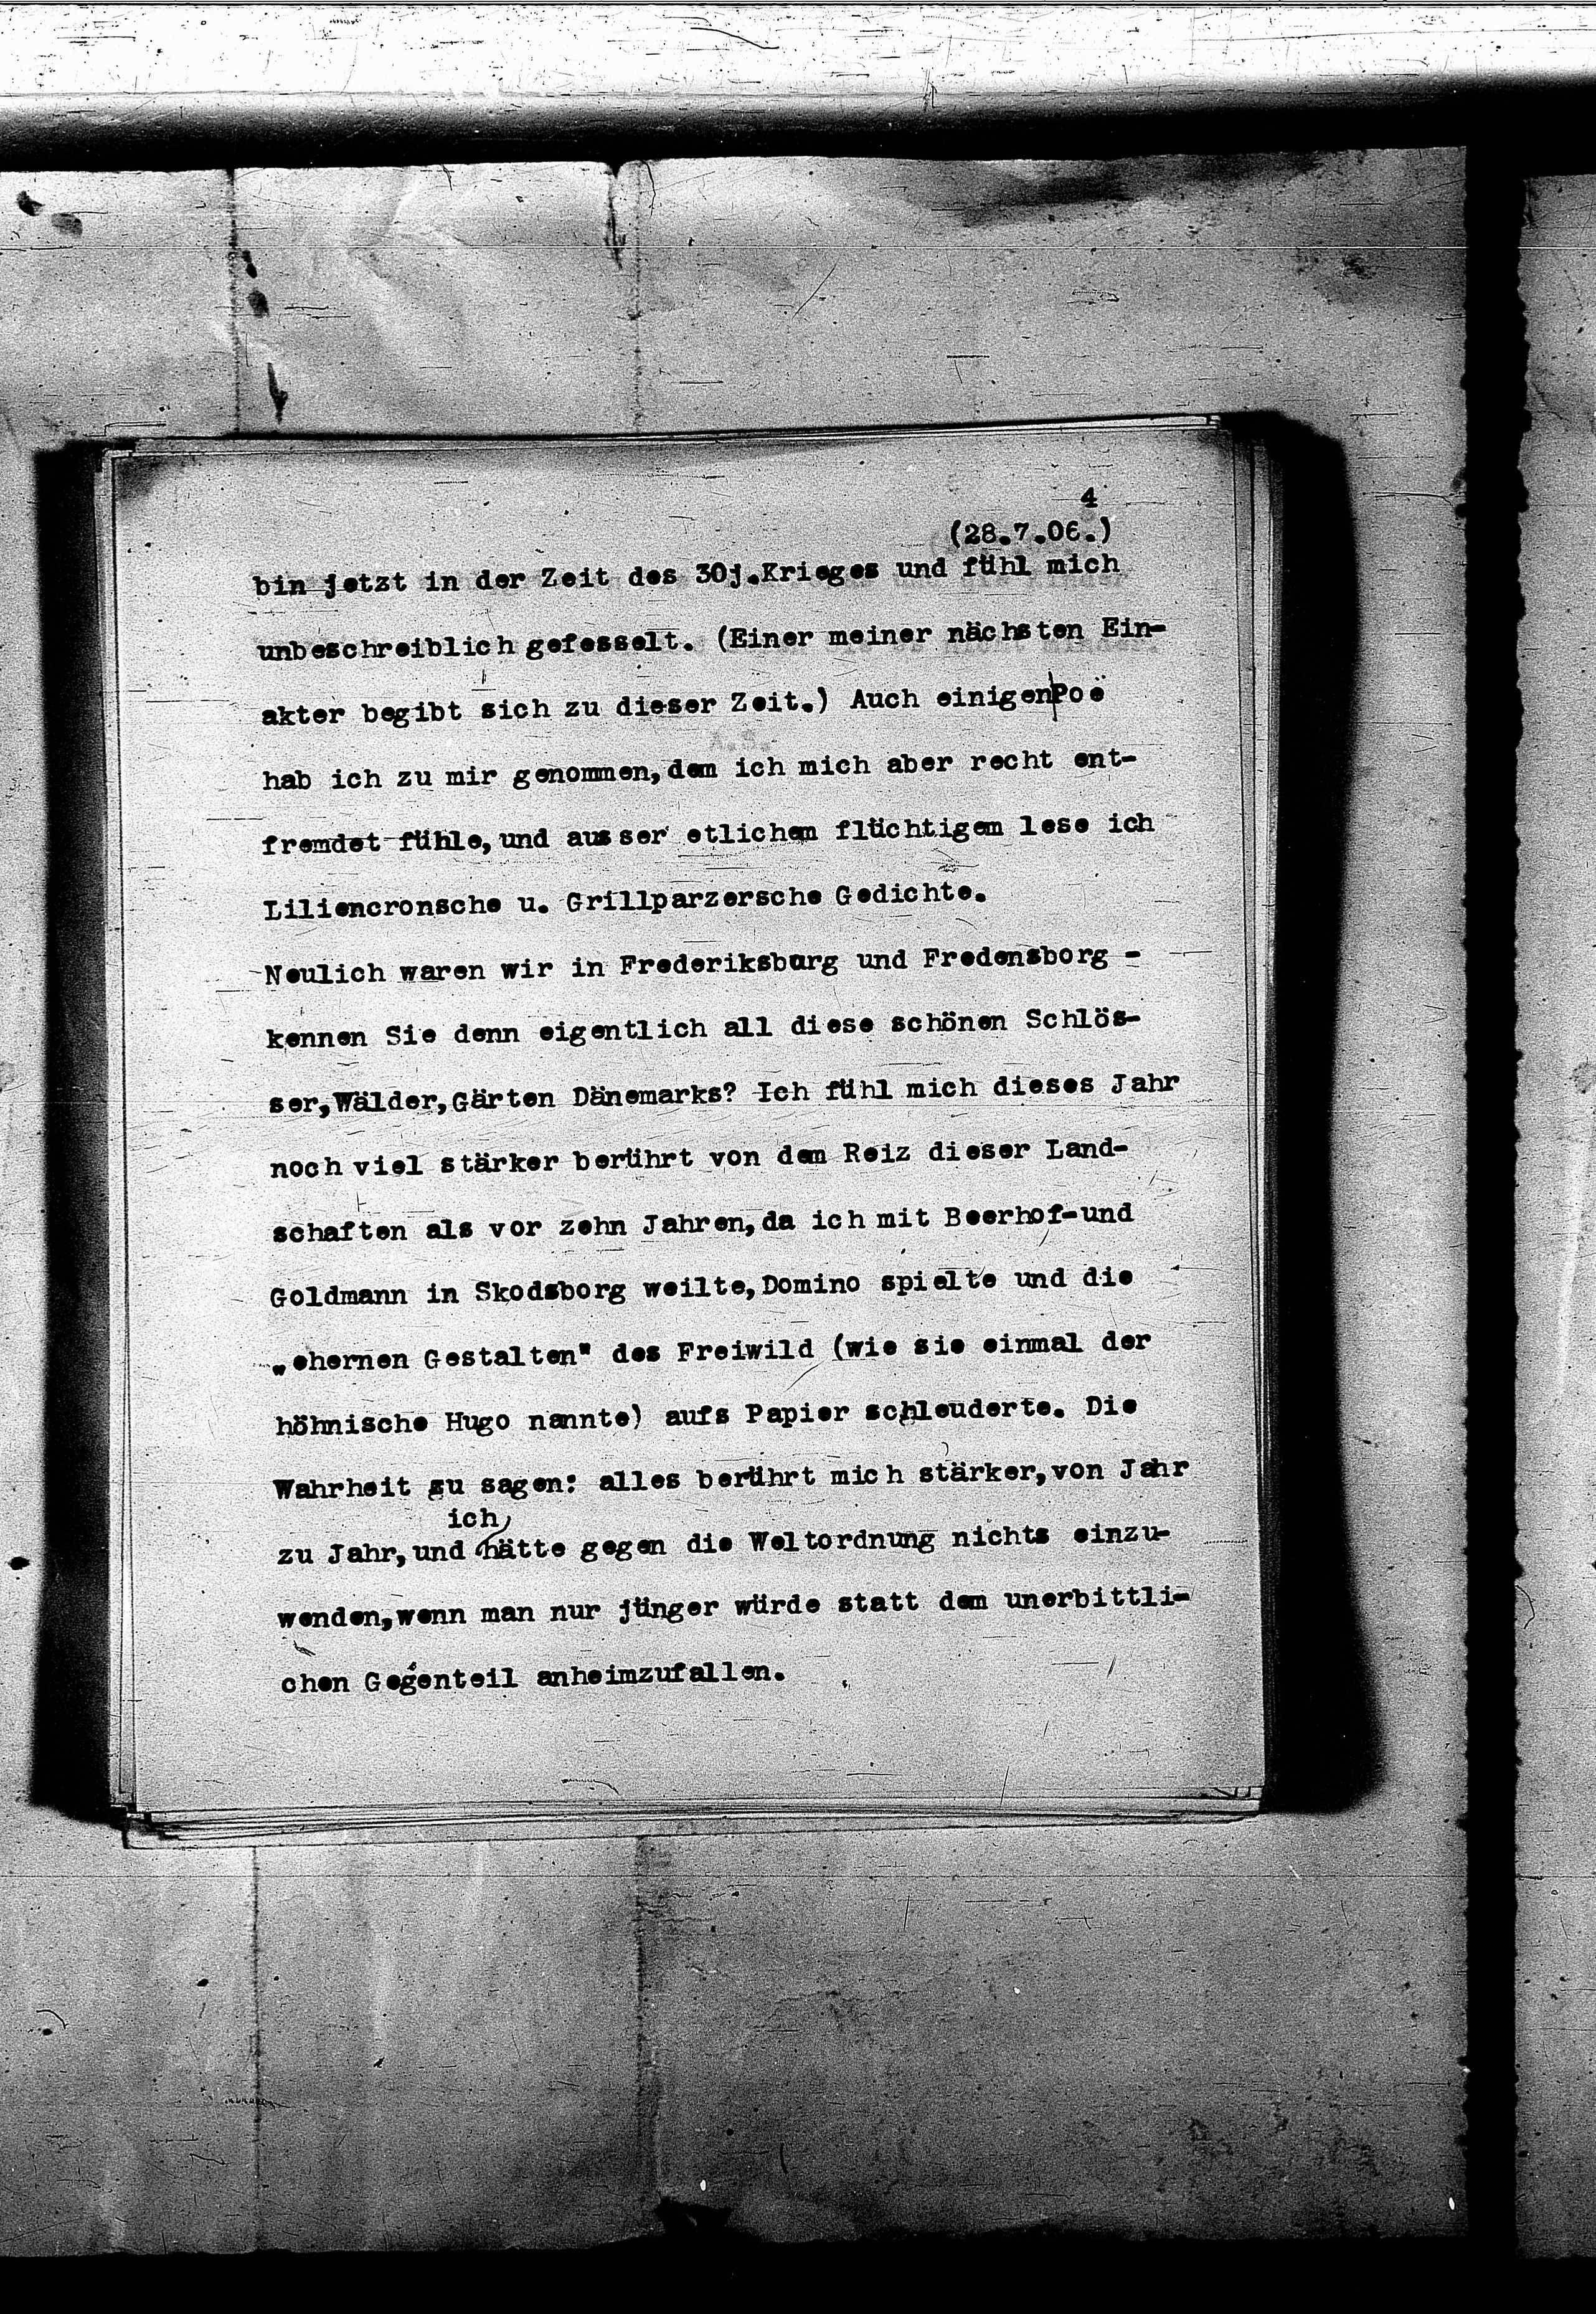 4
(28.7.06.)
bin jetzt in der Zeit des 30j.Krieges und fühl mich
unbeschreiblich gefesselt. (Einer meiner nächsten Ein-
akter begibt sich zu dieser Zeit.) Auch einigen|Poë
hab ich zu mir genommen,dem ich mich aber recht ent-
fremdet fühle,und ausser etlichem flüchtigem lese ich
Liliencronsche u. Grillparzersche Gedichte.
Neulich waren wir in Frederiksburg und Fredensborg -
kennen Sie denn eigentlich all diese schönen Schlös-
ser,Wälder,Gärten Dänemarks? Ich fühl mich dieses Jahr
noch viel stärker berührt von dem Reiz dieser Land-
schaften als vor zehn Jahren,da ich mit Beerhof-und
Goldmann in Skodsborg weilte,Domino spielte und die
„ehernen Gestalten" des Freiwild (wie sie einmal der
höhnische Hugo nannte) aufs Papier schleuderte. Die
Wahrheit zu sagen: alles berührt mich stärker,von Jahr
ich
zu Jahr,und hätte gegen die Weltordnung nichts einzu-
wenden,wenn man nur jünger würde statt dem unerbittli-
chen Gegenteil anheimzufallen.